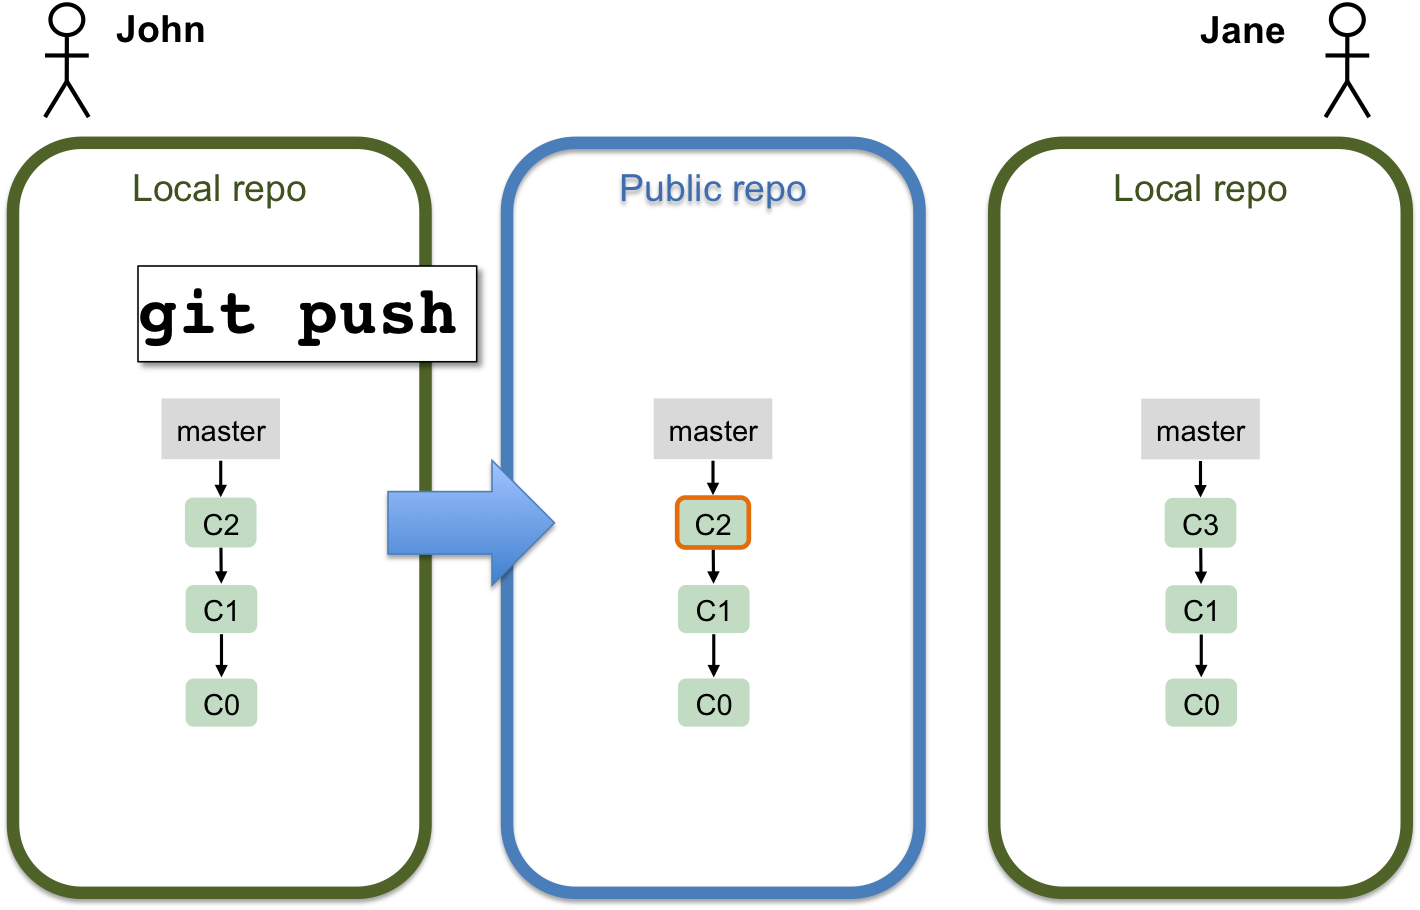 John
Jane
Local repo
Public repo
Local repo
git push
master
master
master
C2
C2
C3
C1
C1
C1
C0
C0
C0